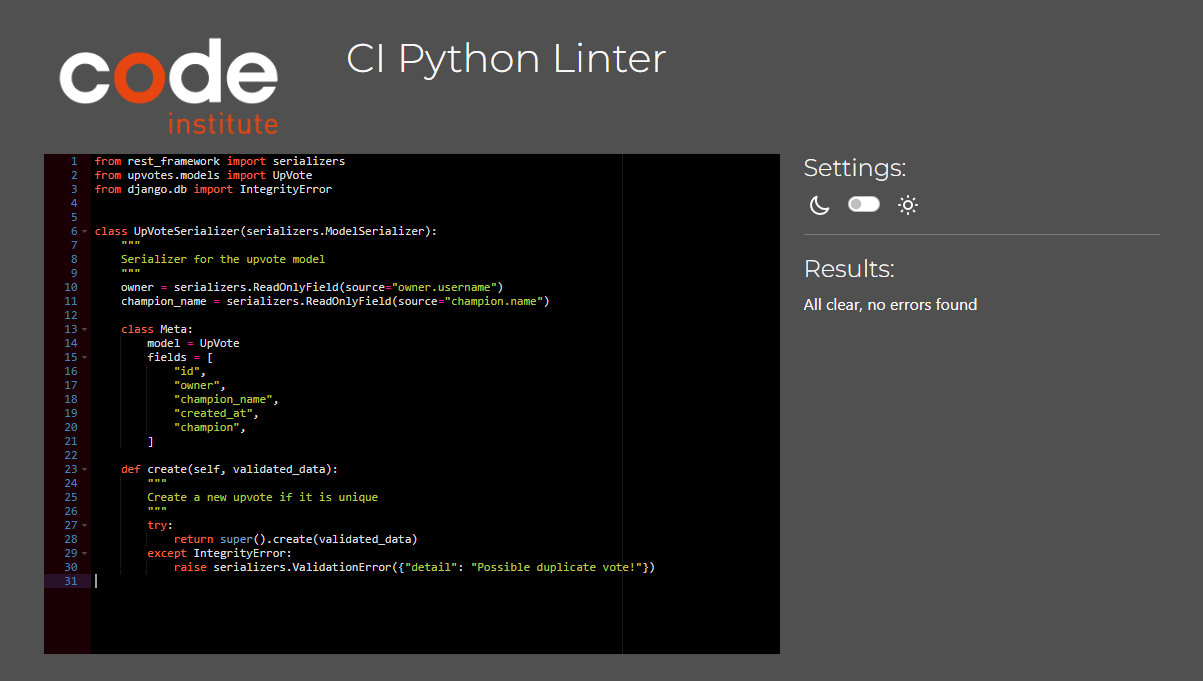 code
institute
CI Python Linter
1 from rest_framework import serializers
2 from upvotes.models import UpVote
3 from django.db import IntegrityError
4
5
6 class UpVoteSerializer(serializers.ModelSerializer):
7     """
8     Serializer for the upvote model
9     """
10     owner = serializers.ReadOnlyField(source="owner.username")
11     champion_name = serializers.ReadOnlyField(source="champion.name")
12
13     class Meta:
14         model = UpVote
15         fields = [
16             "id",
17             "owner",
18             "champion_name",
19             "created_at",
20             "champion",
21         ]
22
23     def create(self, validated_data):
24         """
25         Create a new upvote if it is unique
26         """
27         try:
28             return super().create(validated_data)
29         except IntegrityError:
30             raise serializers.ValidationError({"detail": "Possible duplicate vote!"})
31
Settings:
Results:
All clear, no errors found